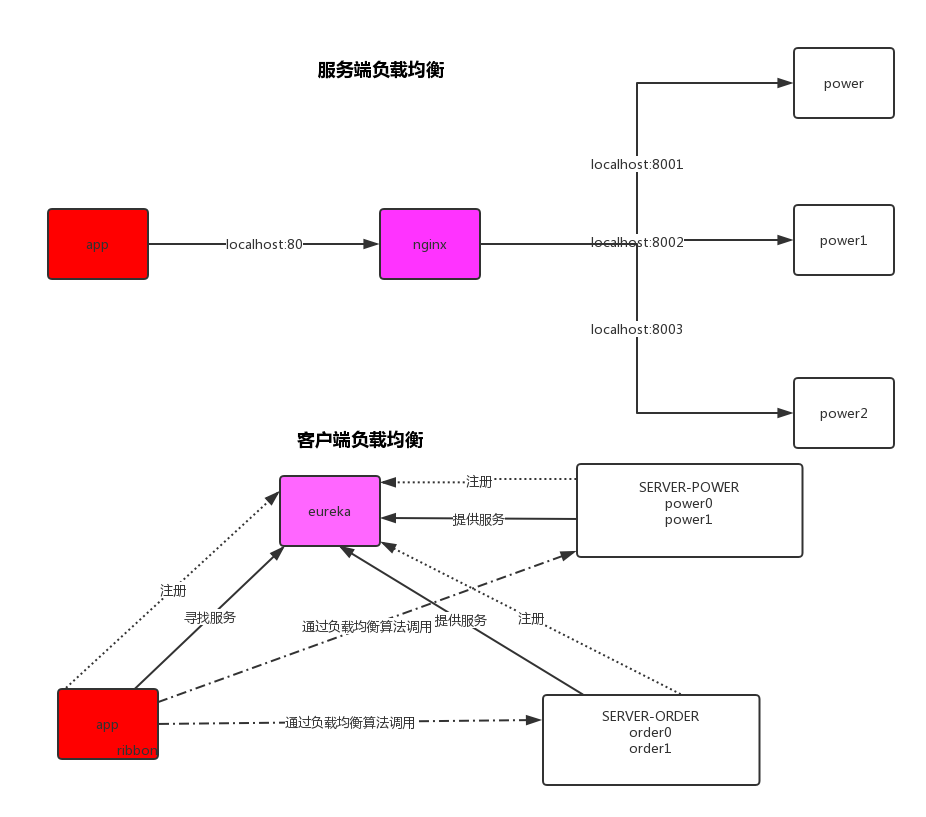 服务端负载均衡
power
localhost:8001
app
localhost:80
nginx
localhost:8002
power1
localhost:8003
power2
客户端负载均衡
eureka
注册
提供服务
SERVER-POWER
power0
power1
注册
寻找服务
通过负载均衡算法调用
提供服务
注册
app
ribbon
通过负载均衡算法调用
SERVER-ORDER
order0
order1